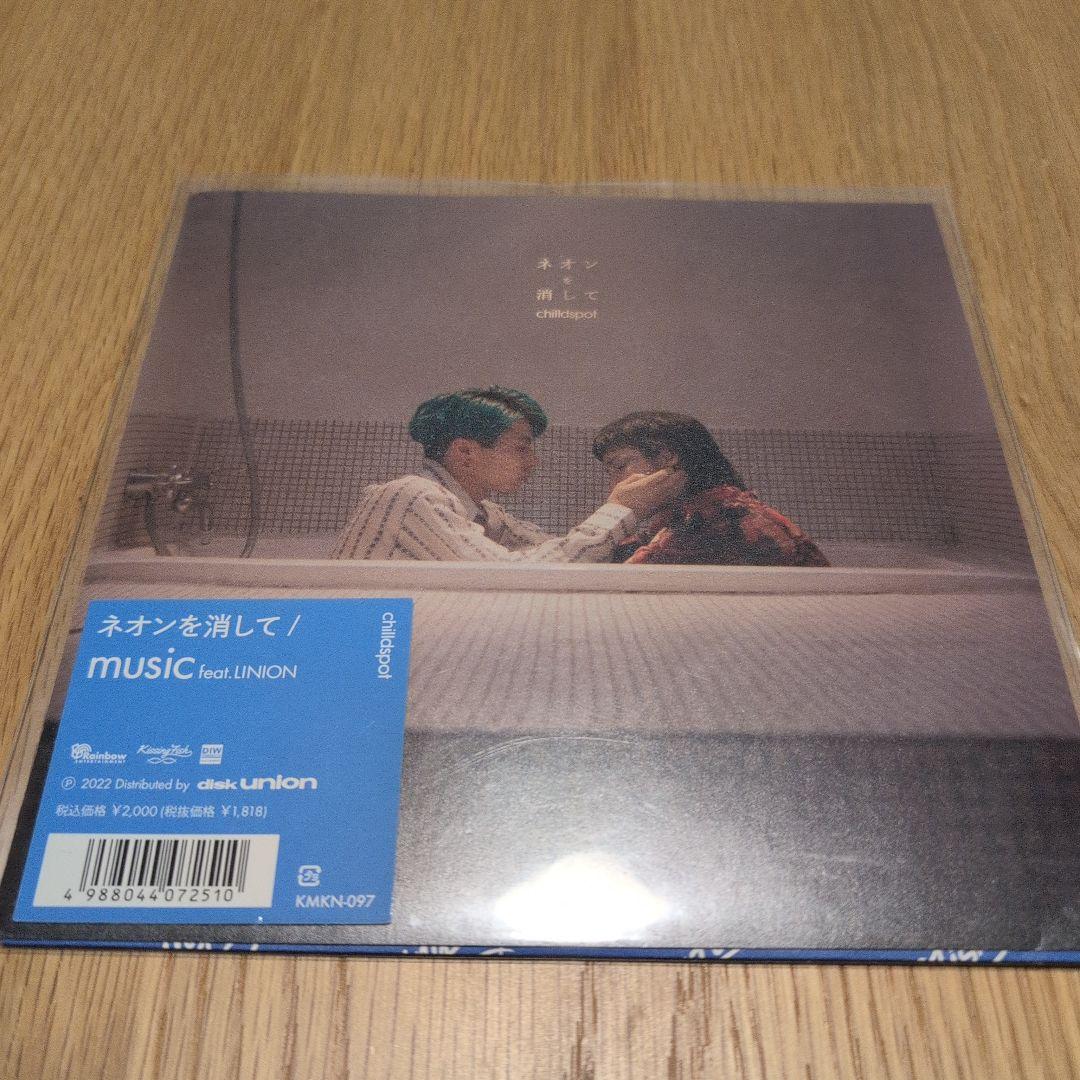 ネオン
を
消して
chilldspot
ネオンを消して /
music feat. LINION
chilldspot
Rainbow
ENTERTAINMENT
Kissing Fish
DIW
Ⓟ 2022 Distributed by disk union
税込価格 ¥2,000 (税抜価格 ¥1,818)
4 988044 072510
KMKN-097